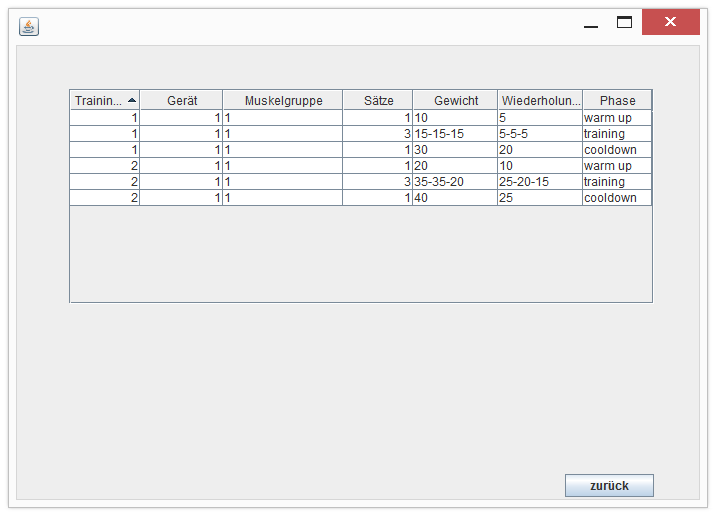 Trainin... Gerät Muskelgruppe Sätze Gewicht Wiederholun... Phase
1 1 1 1 10 5 warm up
1 1 1 3 15-15-15 5-5-5 training
1 1 1 1 30 20 cooldown
2 1 1 1 20 10 warm up
2 1 1 3 35-35-20 25-20-15 training
2 1 1 1 40 25 cooldown
zurück